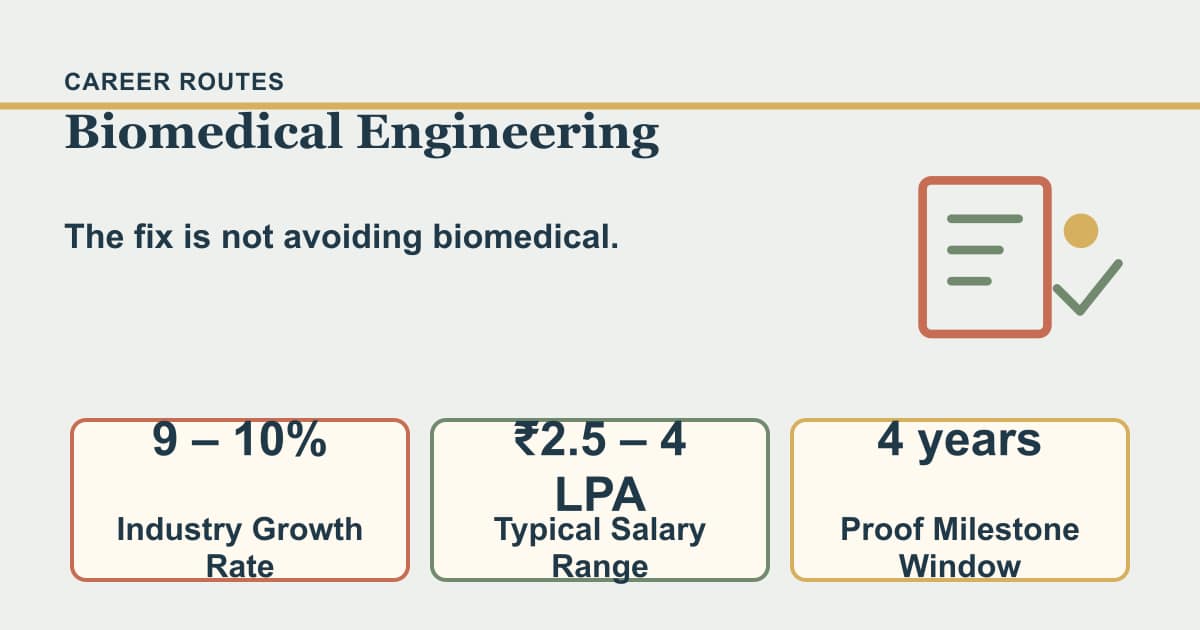 CAREER ROUTES
Biomedical Engineering
The fix is not avoiding biomedical.
9 – 10%
Industry Growth
Rate
₹2.5 – 4
LPA
Typical Salary
Range
4 years
Proof Milestone
Window